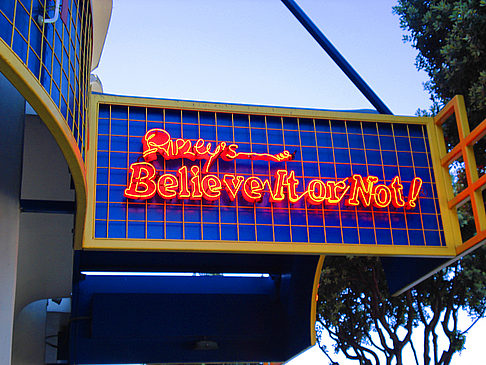 Ripley's
Believe It or Not!